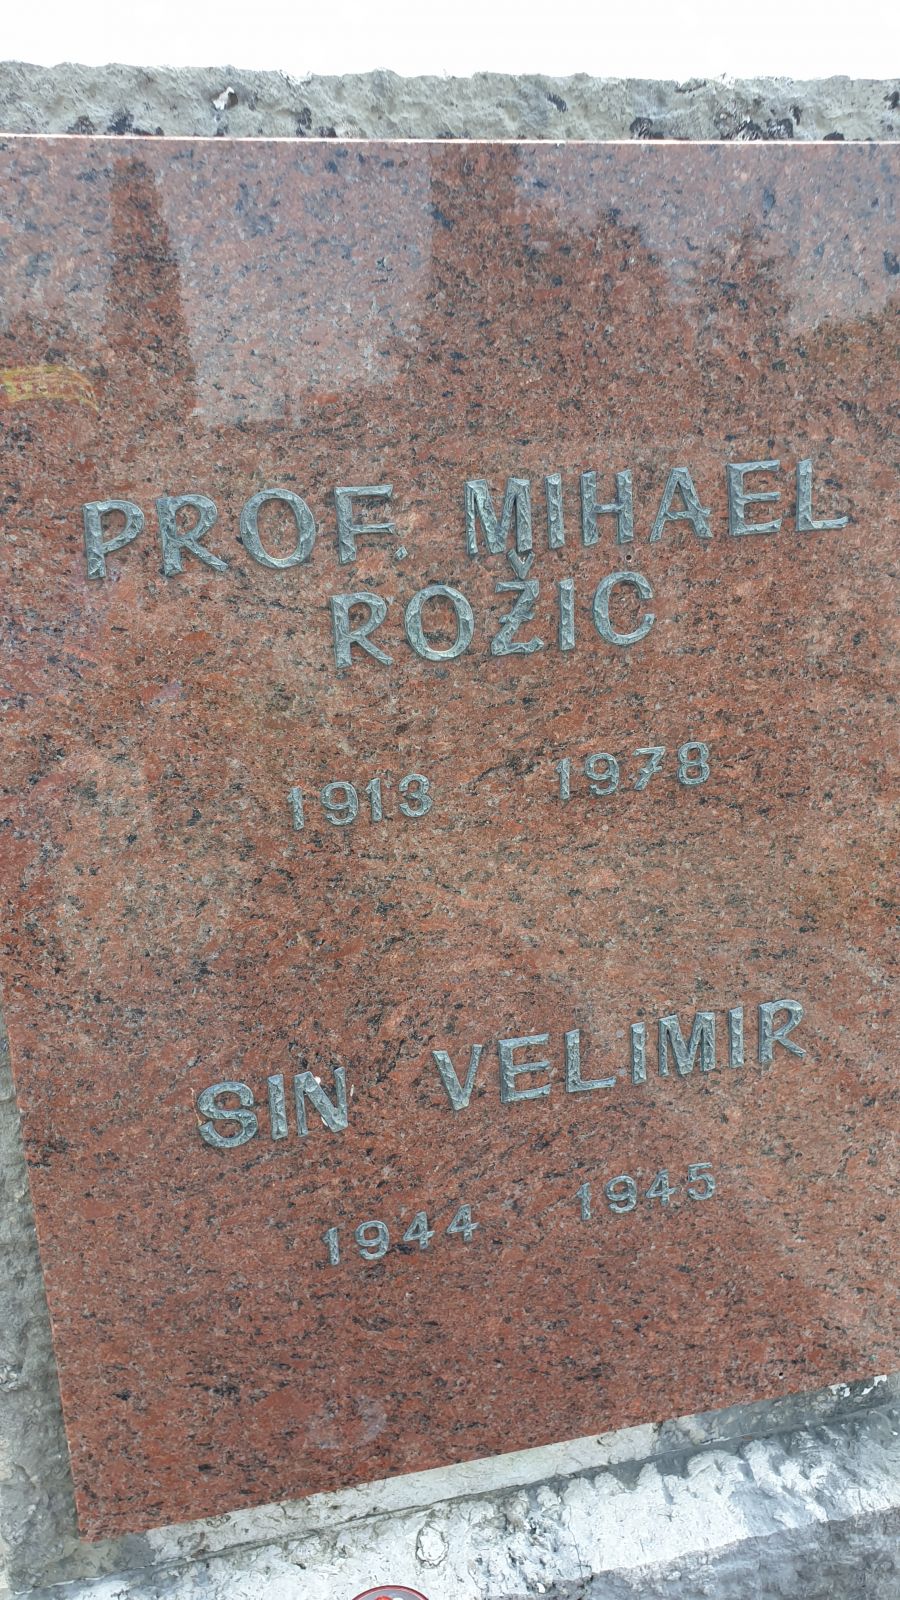 PROF. MIHAEL
ROŽIC
1913 1978
SIN VELIMIR
1944 1945